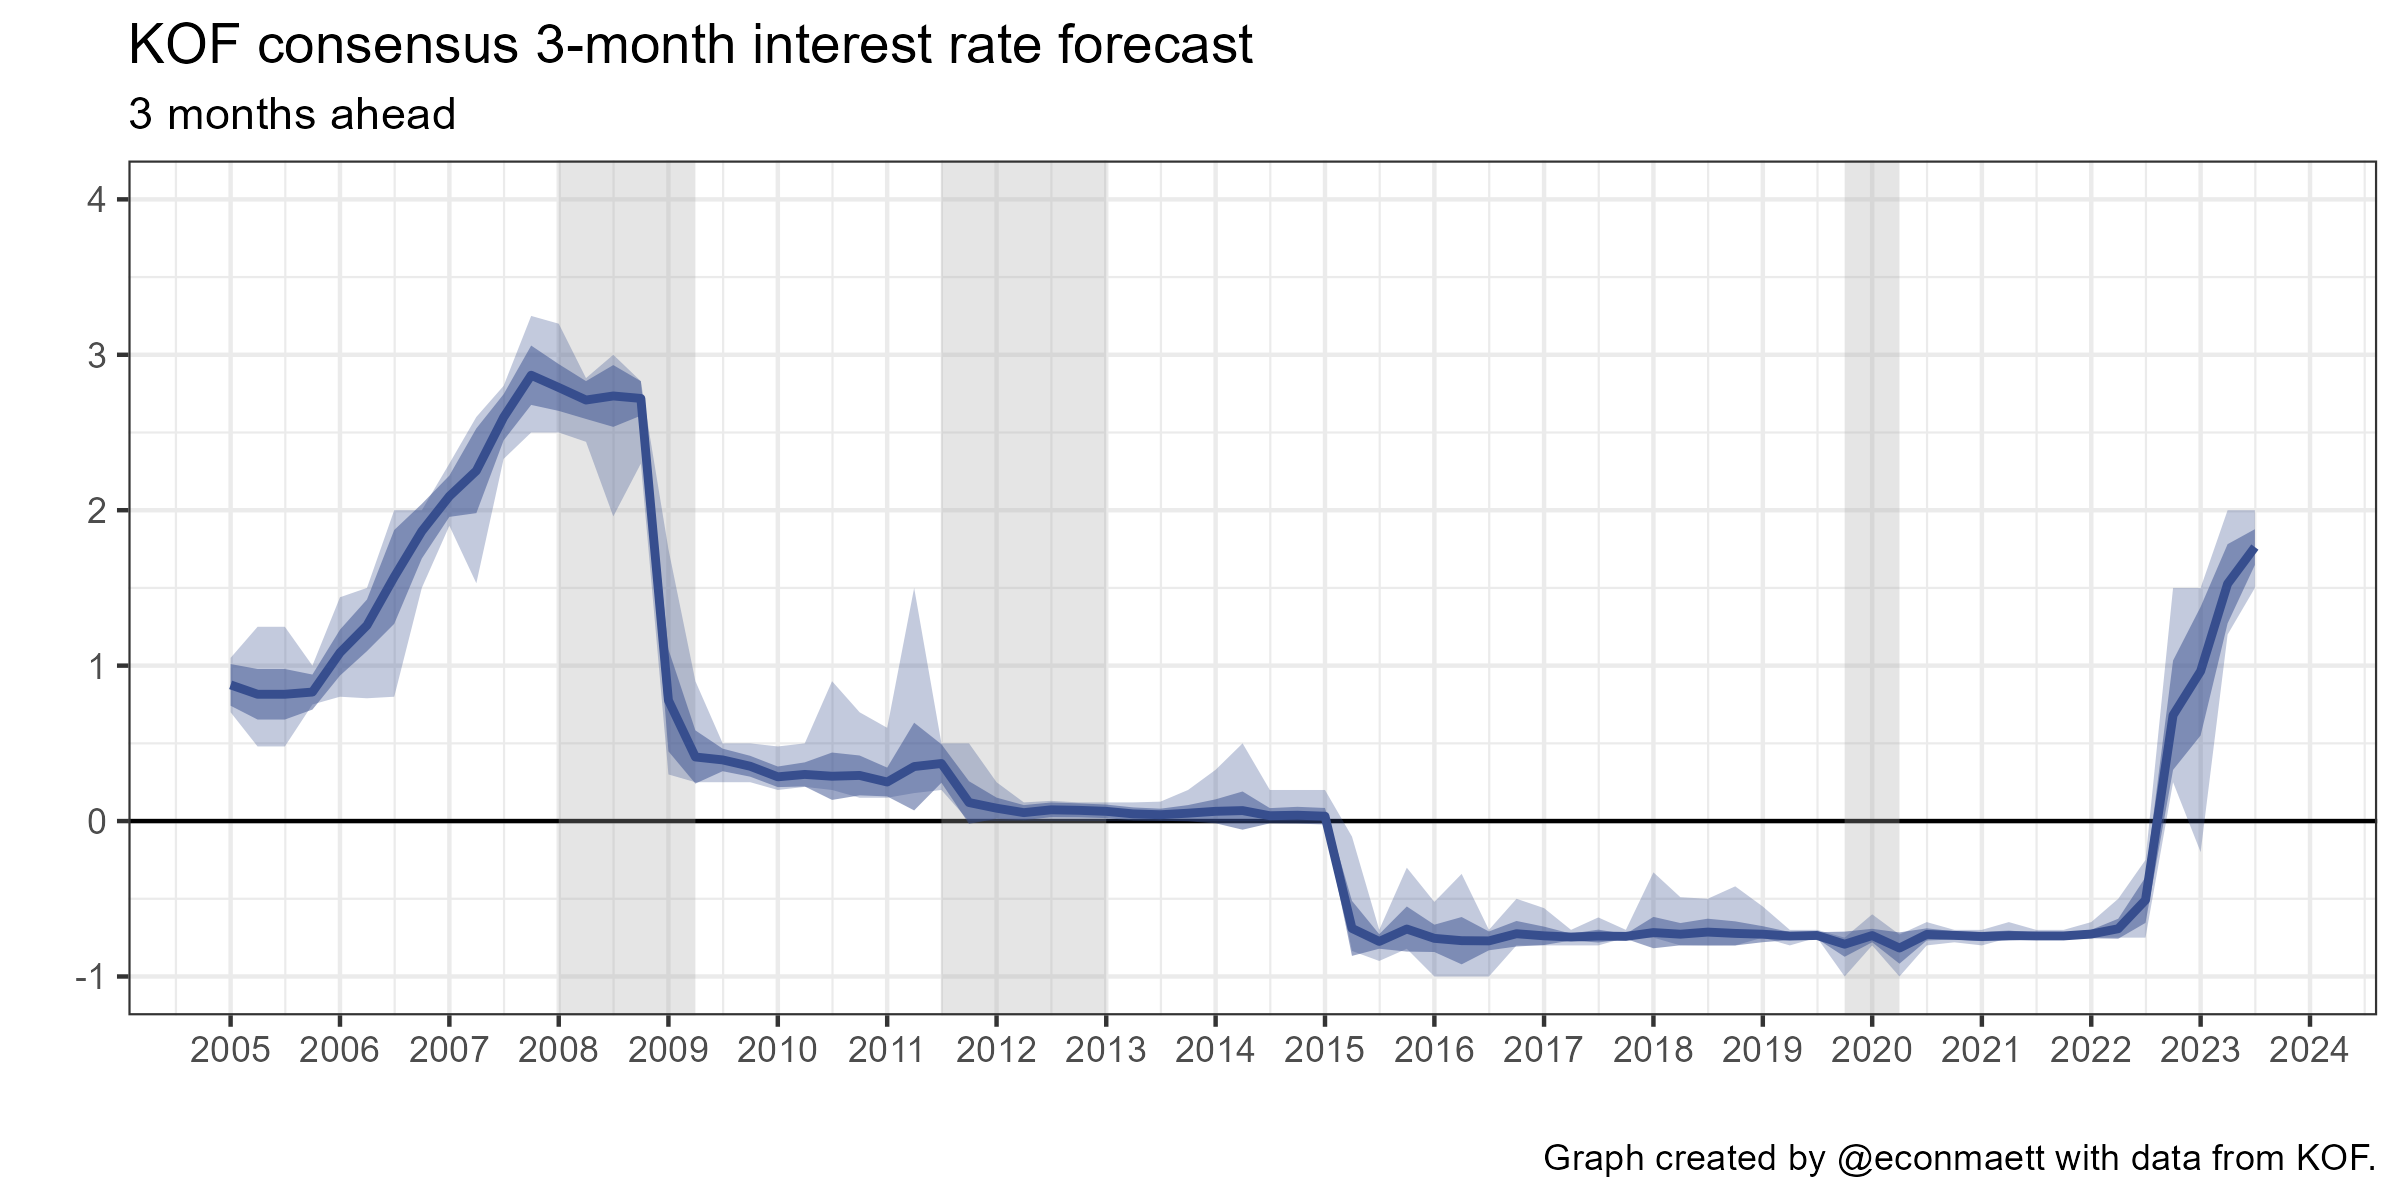 KOF consensus 3-month interest rate forecast
3 months ahead
4
3
2
1
0
-1
2005 2006 2007 2008 2009 2010 2011 2012 2013 2014 2015 2016 2017 2018 2019 2020 2021 2022 2023 2024
Graph created by @econmaett with data from KOF.